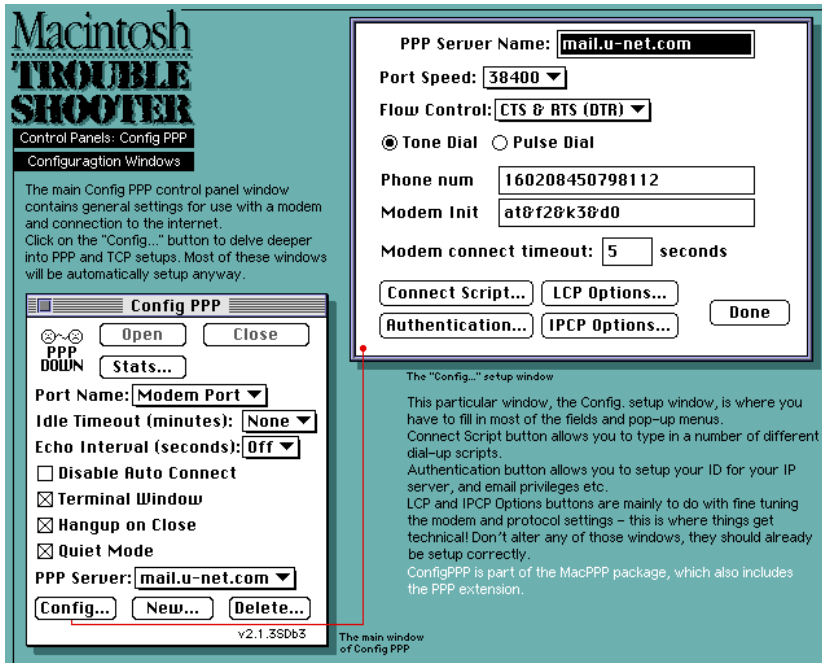 Macintosh
TROUBLE
SHOOTER
Control Panels: Config PPP
Configuragtion Windows
The main Config PPP control panel window
contains general settings for use with a modem
and connection to the internet.
Click on the "Config..." button to delve deeper
into PPP and TCP setups. Most of these windows
will be automatically setup anyway.
Config PPP
Open Close
PPP
DOWN
Stats...
Port Name: Modem Port
Idle Timeout (minutes): None
Echo Interval (seconds): Off
Disable Auto Connect
Terminal Window
Hangup on Close
Quiet Mode
PPP Server: mail.u-net.com
Config... New... Delete...
v2.1.3SDb3
The main window
of Config PPP
PPP Server Name: mail.u-net.com
Port Speed: 38400
Flow Control: CTS & RTS (DTR)
Tone Dial Pulse Dial
Phone num 160208450798112
Modem Init at&f2&k3&d0
Modem connect timeout: 5 seconds
Connect Script... LCP Options...
Authentication... IPCP Options...
Done
The "Config..." setup window
This particular window, the Config. setup window, is where you
have to fill in most of the fields and pop-up menus.
Connect Script button allows you to type in a number of different
dial-up scripts.
Authentication button allows you to setup your ID for your IP
server, and email privileges etc.
LCP and IPCP Options buttons are mainly to do with fine tuning
the modem and protocol settings – this is where things get
technical! Don't alter any of those windows, they should already
be setup correctly.
ConfigPPP is part of the MacPPP package, which also includes
the PPP extension.